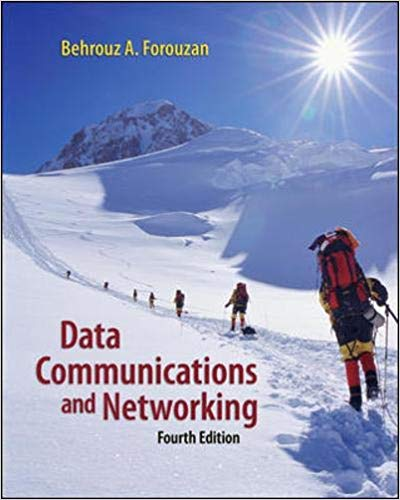 Behrouz A. Forouzan
Data
Communications
and Networking
Fourth Edition